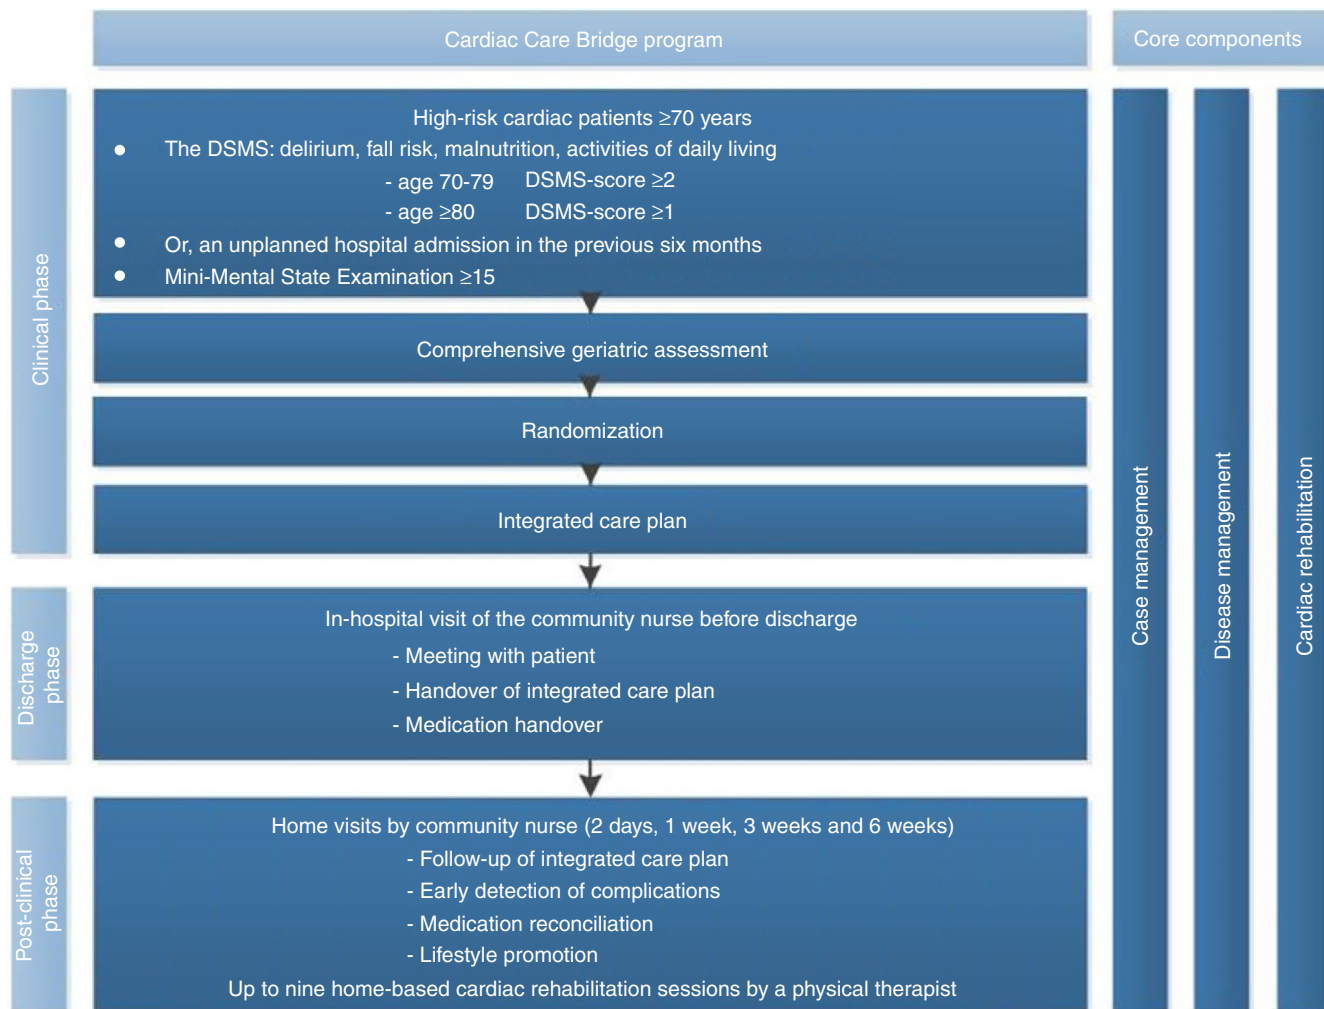 Cardiac Care Bridge program
Core components
Clinical phase
High-risk cardiac patients ≥70 years
• The DSMS: delirium, fall risk, malnutrition, activities of daily living
- age 70-79 DSMS-score ≥2
- age ≥80 DSMS-score ≥1
• Or, an unplanned hospital admission in the previous six months
• Mini-Mental State Examination ≥15
Comprehensive geriatric assessment
Randomization
Integrated care plan
Discharge
phase
In-hospital visit of the community nurse before discharge
- Meeting with patient
- Handover of integrated care plan
- Medication handover
Post-clinical
phase
Home visits by community nurse (2 days, 1 week, 3 weeks and 6 weeks)
- Follow-up of integrated care plan
- Early detection of complications
- Medication reconciliation
- Lifestyle promotion
Up to nine home-based cardiac rehabilitation sessions by a physical therapist
Case management
Disease management
Cardiac rehabilitation